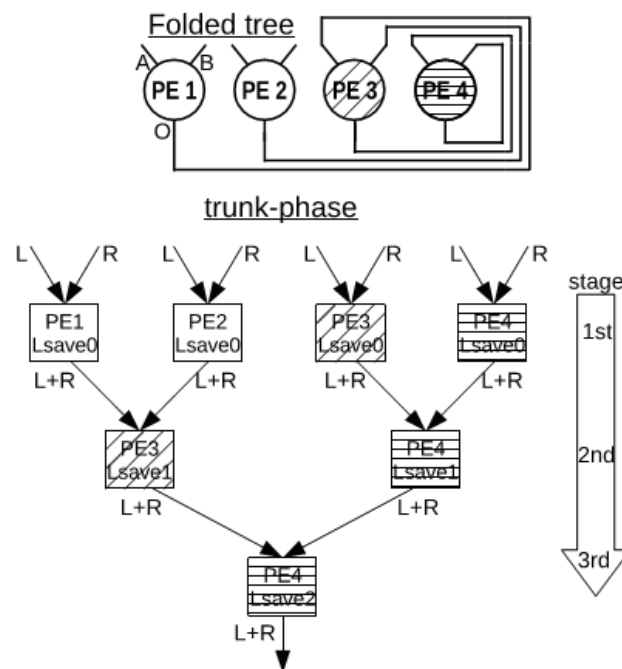 Folded tree
A B
PE 1 PE 2 PE 3 PE 4
O
trunk-phase
L R L R L R L R
stage
PE1 PE2 PE3 PE4
Lsave0 Lsave0 Lsave0 Lsave0
1st
L+R L+R L+R L+R
PE3 PE4
Lsave1 Lsave1
2nd
L+R L+R
3rd
PE4
Lsave2
L+R